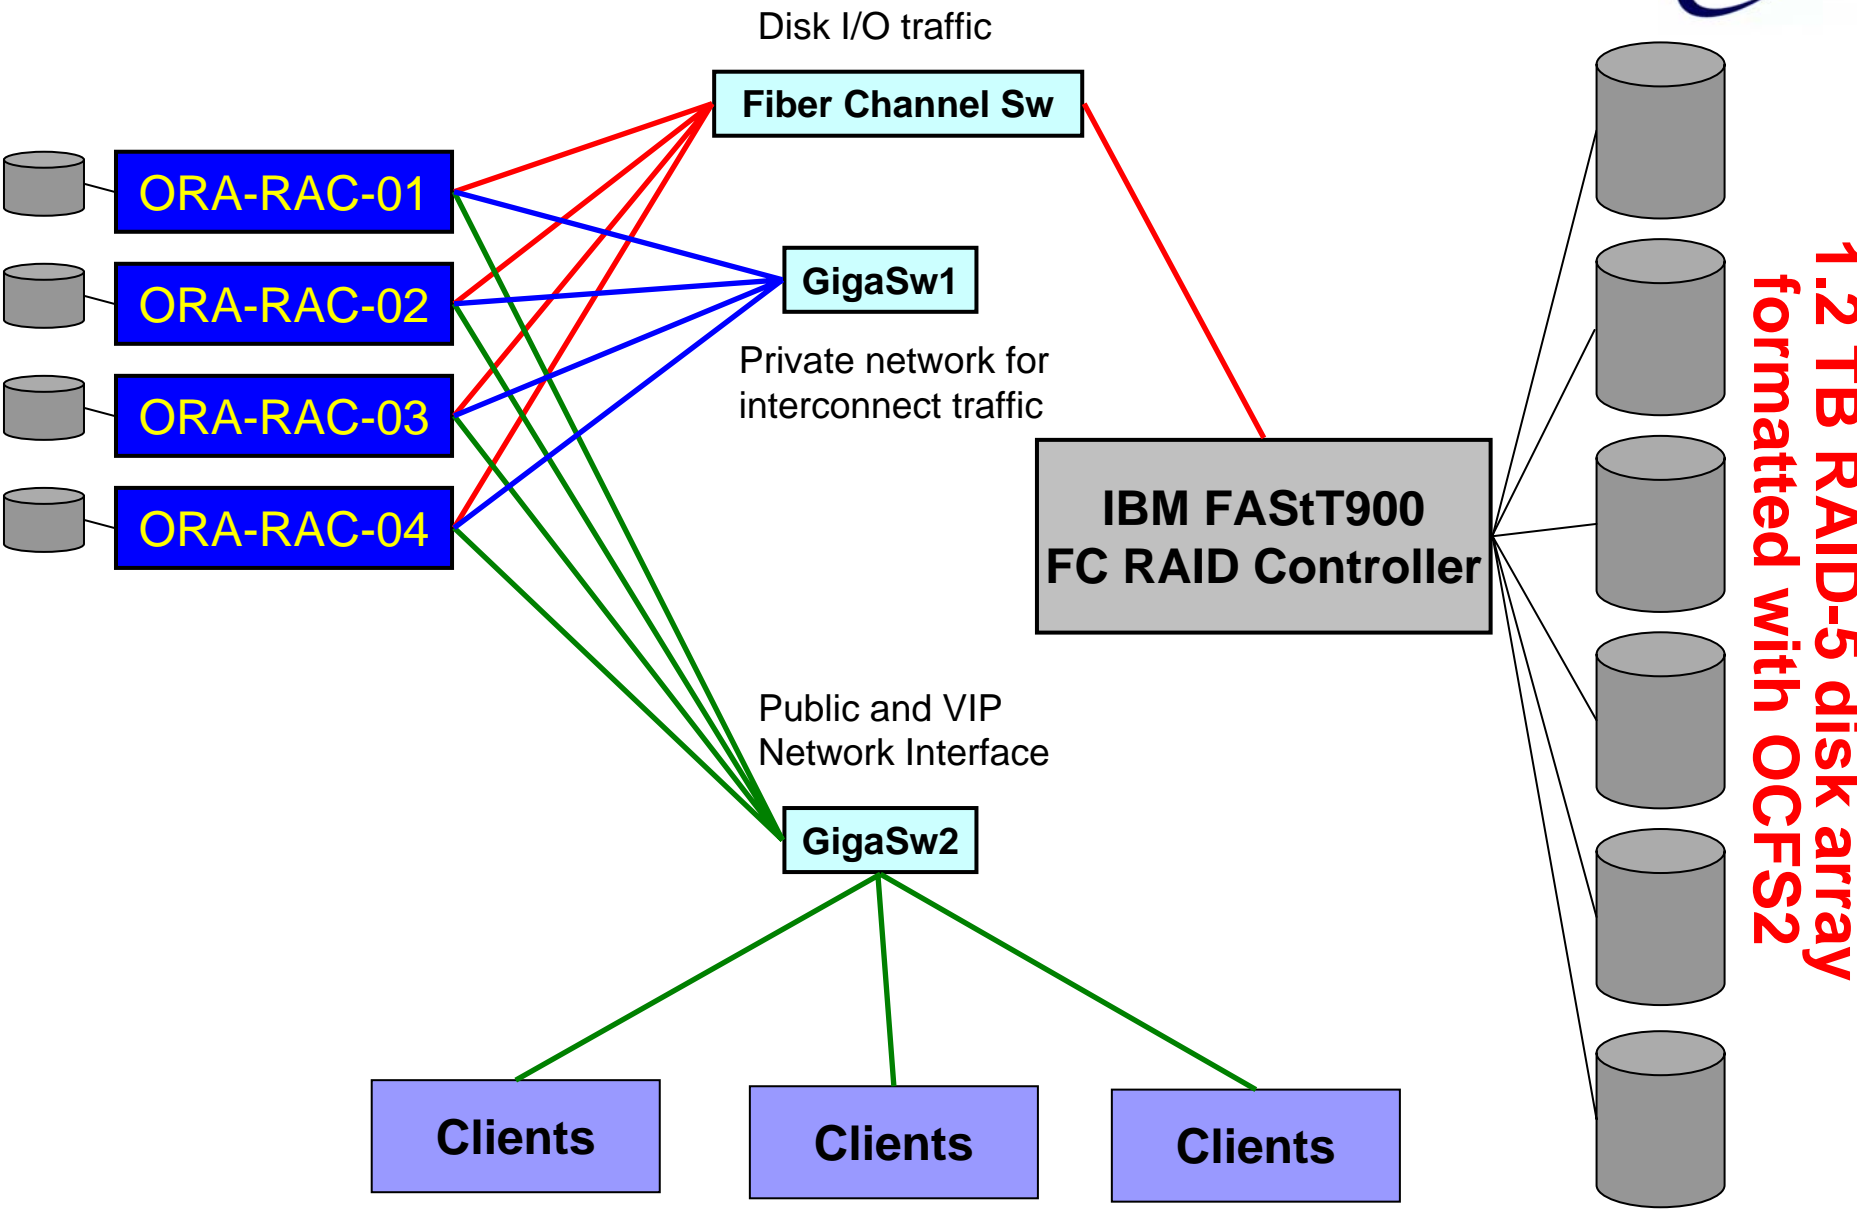 Disk I/O traffic
Fiber Channel Sw
ORA-RAC-01
ORA-RAC-02
ORA-RAC-03
ORA-RAC-04
GigaSw1
Private network for
interconnect traffic
IBM FAStT900
FC RAID Controller
1.2 TB RAID-5 disk array
formatted with OCFS2
Public and VIP
Network Interface
GigaSw2
Clients
Clients
Clients